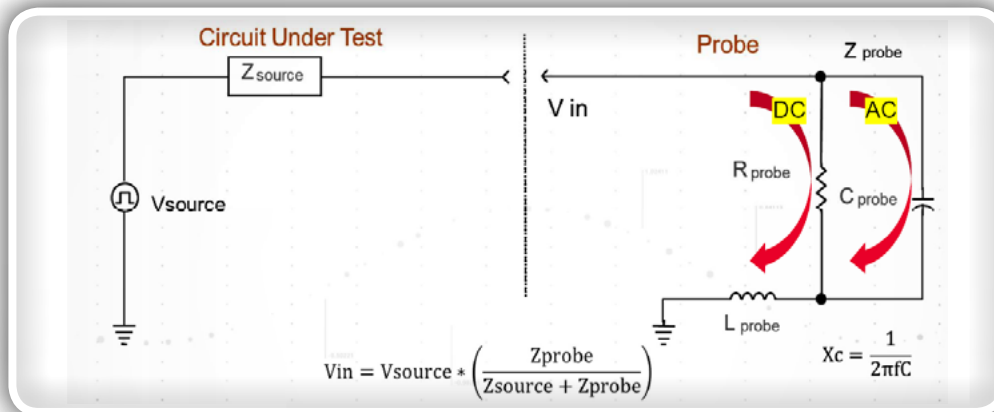 Circuit Under Test
Probe
Z source
Z probe
V in
DC
AC
R probe
C probe
Vsource
L probe
Vin = Vsource * (Zprobe / Zsource + Zprobe)
Xc = 1 / 2πfC